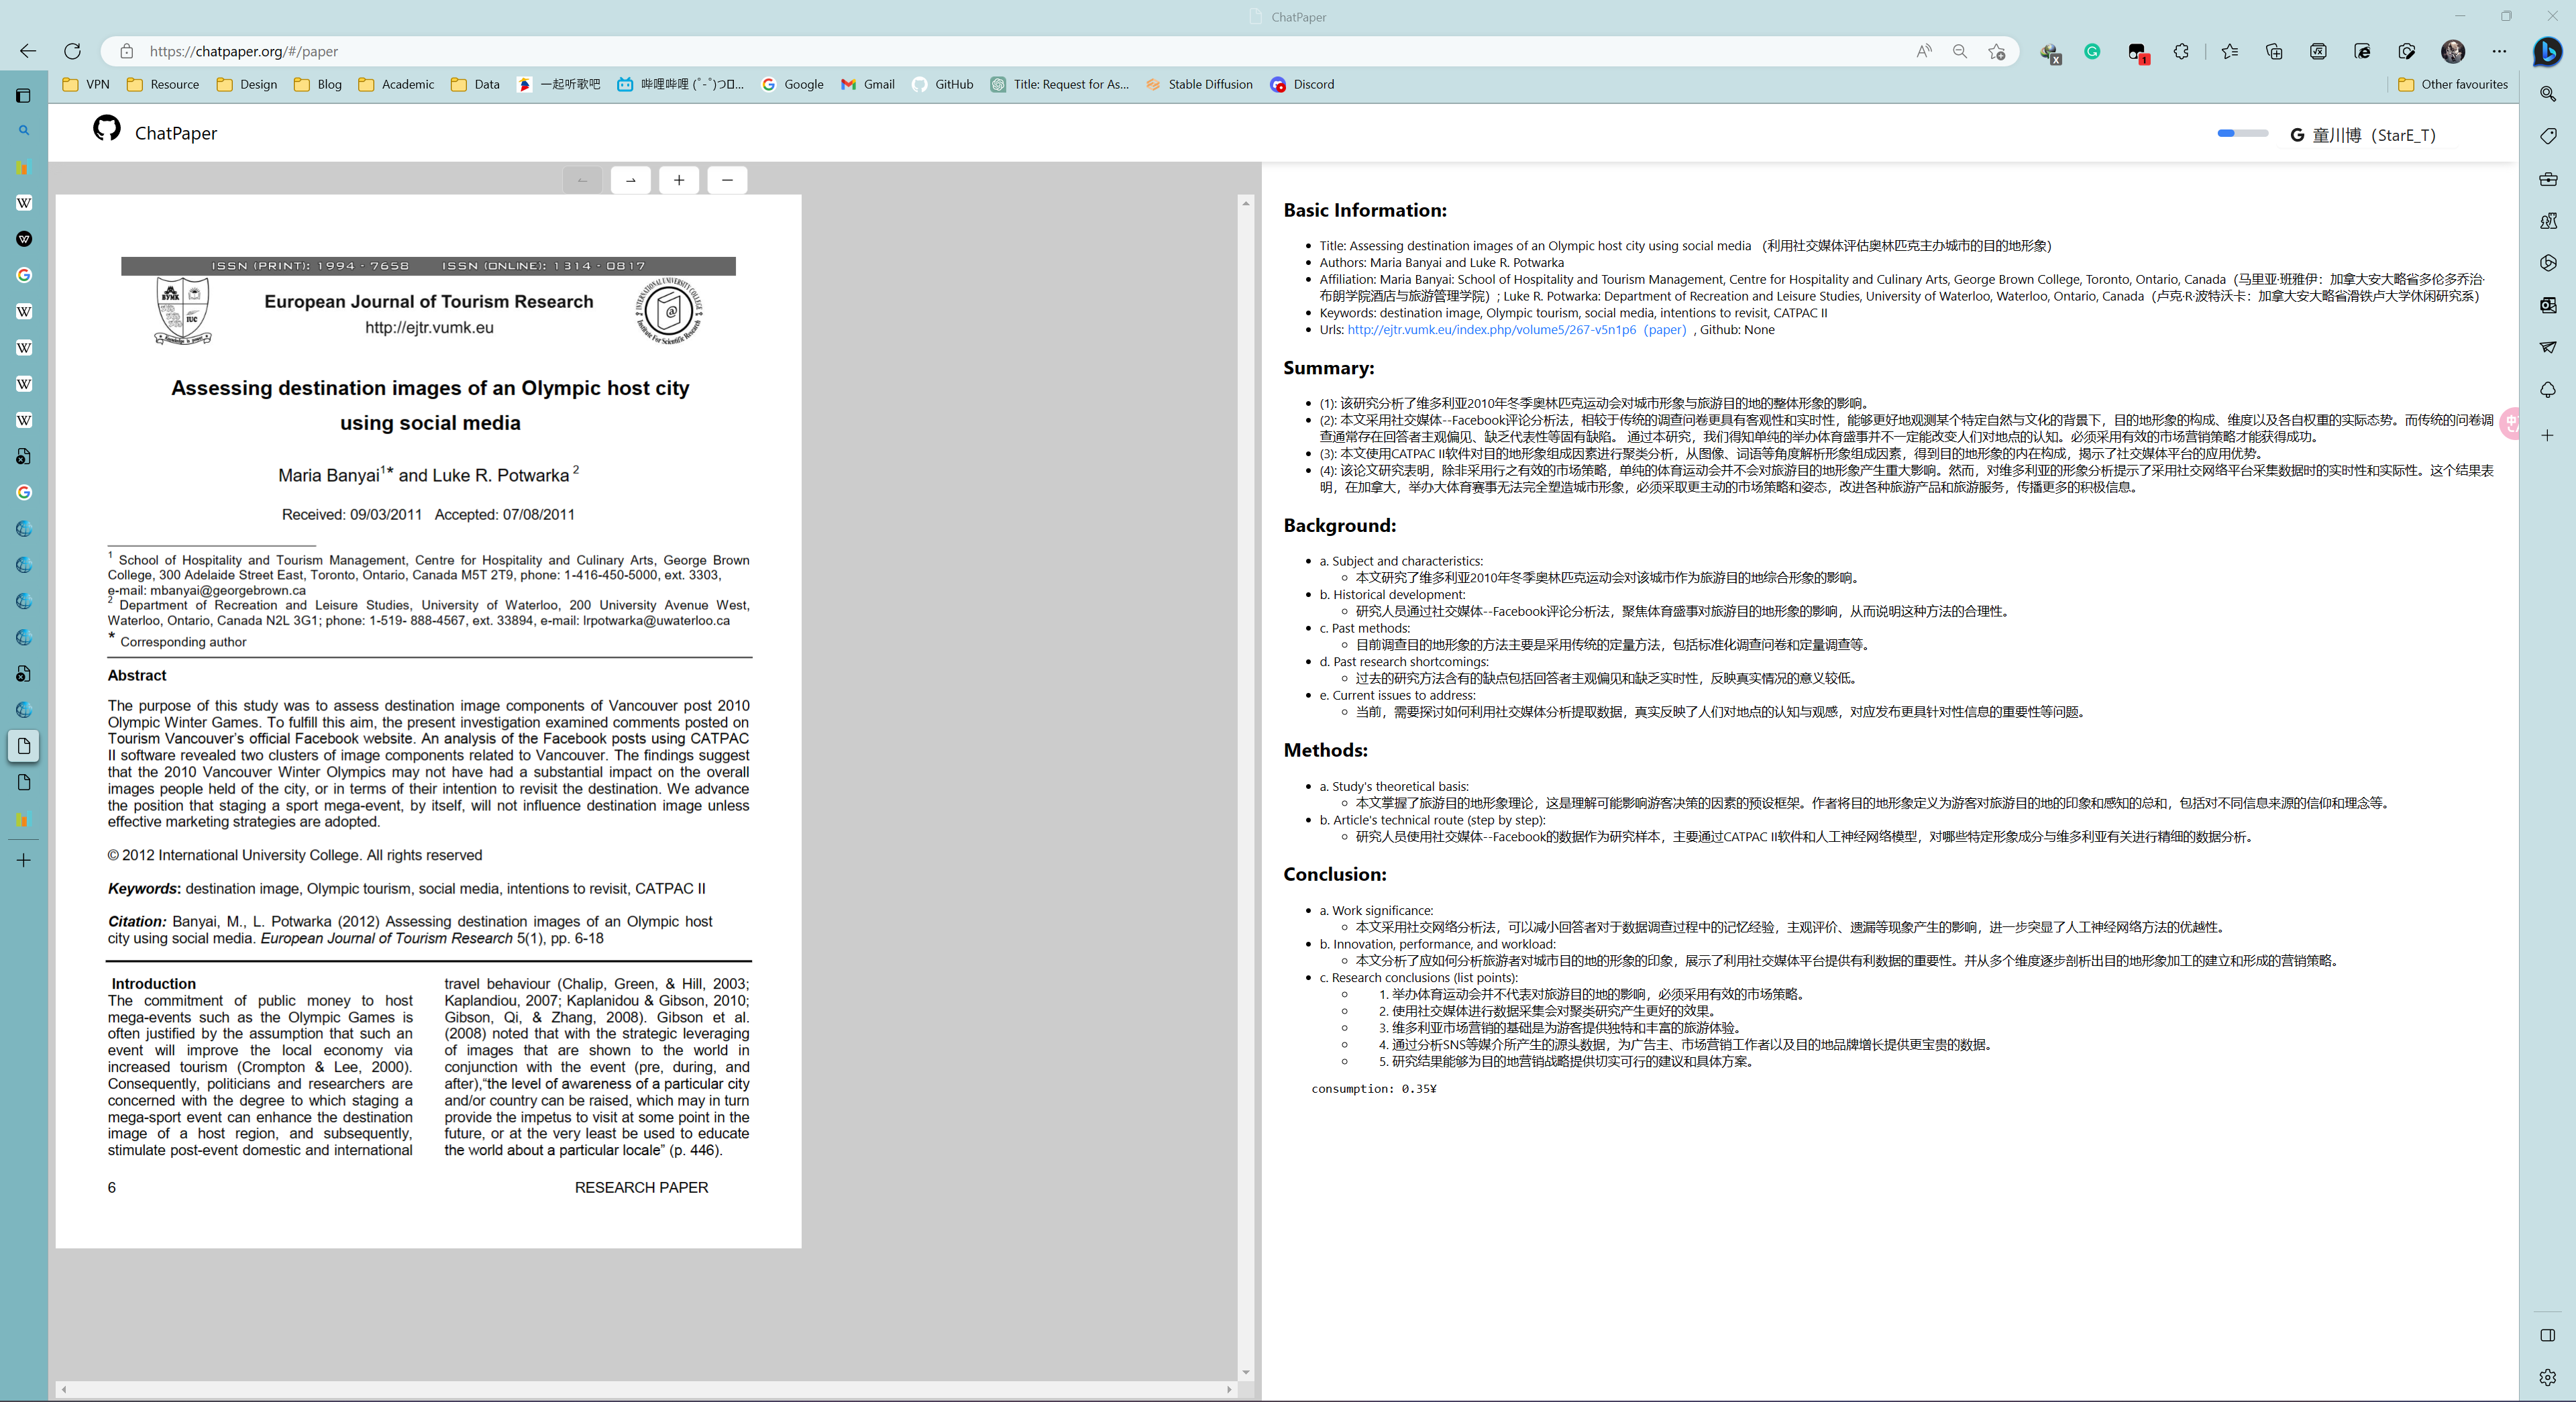 ChatPaper
https://chatpaper.org/#/paper
VPN
Resource
Design
Blog
Academic
Data
一起听歌吧
哔哩哔哩 (゜-゜)つ
Google
Gmail
GitHub
Title: Request for As...
Stable Diffusion
Discord
Other favourites
ChatPaper
童川博（StarE_T）
ISSN (PRINT): 1994 - 7658 ISSN (ONLINE): 1314 - 0817
European Journal of Tourism Research
http://ejtr.vumk.eu
Assessing destination images of an Olympic host city
using social media
Maria Banyai1* and Luke R. Potwarka 2
Received: 09/03/2011 Accepted: 07/08/2011
1 School of Hospitality and Tourism Management, Centre for Hospitality and Culinary Arts, George Brown
College, 300 Adelaide Street East, Toronto, Ontario, Canada M5T 2T9, phone: 1-416-450-5000, ext. 3303,
e-mail: mbanyai@georgebrown.ca
2 Department of Recreation and Leisure Studies, University of Waterloo, 200 University Avenue West,
Waterloo, Ontario, Canada N2L 3G1; phone: 1-519- 888-4567, ext. 33894, e-mail: lrpotwarka@uwaterloo.ca
* Corresponding author
Abstract
The purpose of this study was to assess destination image components of Vancouver post 2010
Olympic Winter Games. To fulfill this aim, the present investigation examined comments posted on
Tourism Vancouver's official Facebook website. An analysis of the Facebook posts using CATPAC
II software revealed two clusters of image components related to Vancouver. The findings suggest
that the 2010 Vancouver Winter Olympics may not have had a substantial impact on the overall
images people held of the city, or in terms of their intention to revisit the destination. We advance
the position that staging a sport mega-event, by itself, will not influence destination image unless
effective marketing strategies are adopted.
© 2012 International University College. All rights reserved
Keywords: destination image, Olympic tourism, social media, intentions to revisit, CATPAC II
Citation: Banyai, M., L. Potwarka (2012) Assessing destination images of an Olympic host
city using social media. European Journal of Tourism Research 5(1), pp. 6-18
Introduction
The commitment of public money to host
mega-events such as the Olympic Games is
often justified by the assumption that such an
event will improve the local economy via
increased tourism (Crompton & Lee, 2000).
Consequently, politicians and researchers are
concerned with the degree to which staging a
mega-sport event can enhance the destination
image of a host region, and subsequently,
stimulate post-event domestic and international
travel behaviour (Chalip, Green, & Hill, 2003;
Kaplandiou, 2007; Kaplanidou & Gibson, 2010;
Gibson, Qi, & Zhang, 2008). Gibson et al.
(2008) noted that with the strategic leveraging
of images that are shown to the world in
conjunction with the event (pre, during, and
after),“the level of awareness of a particular city
and/or country can be raised, which may in turn
provide the impetus to visit at some point in the
future, or at the very least be used to educate
the world about a particular locale” (p. 446).
6
RESEARCH PAPER
Basic Information:
Title: Assessing destination images of an Olympic host city using social media （利用社交媒体评估奥林匹克主办城市的目的地形象）
Authors: Maria Banyai and Luke R. Potwarka
Affiliation: Maria Banyai: School of Hospitality and Tourism Management, Centre for Hospitality and Culinary Arts, George Brown College, Toronto, Ontario, Canada（马里亚·班雅伊：加拿大安大略省多伦多乔治·
布朗学院酒店与旅游管理学院）; Luke R. Potwarka: Department of Recreation and Leisure Studies, University of Waterloo, Waterloo, Ontario, Canada（卢克·R·波特沃卡：加拿大安大略省滑铁卢大学休闲研究系）
Keywords: destination image, Olympic tourism, social media, intentions to revisit, CATPAC II
Urls: http://ejtr.vumk.eu/index.php/volume5/267-v5n1p6（paper）, Github: None
Summary:
(1): 该研究分析了维多利亚2010年冬季奥林匹克运动会对城市形象与旅游目的地的整体形象的影响。
(2): 本文采用社交媒体--Facebook评论分析法，相较于传统的调查问卷更具有客观性和实时性，能够更好地观测某个特定自然与文化的背景下，目的地形象的构成、维度以及各自权重的实际态势。而传统的问卷调
查通常存在回答者主观偏见、缺乏代表性等固有缺陷。 通过本研究，我们得知单纯的举办体育盛事并不一定能改变人们对地点的认知。必须采用有效的市场营销策略才能获得成功。
(3): 本文使用CATPAC II软件对目的地形象组成因素进行聚类分析，从图像、词语等角度解析形象组成因素，得到目的地形象的内在构成，揭示了社交媒体平台的应用优势。
(4): 该论文研究表明，除非采用行之有效的市场策略，单纯的体育运动会并不会对旅游目的地形象产生重大影响。然而，对维多利亚的形象分析提示了采用社交网络平台采集数据时的实时性和实际性。这个结果表
明，在加拿大，举办大体育赛事无法完全塑造城市形象，必须采取更主动的市场策略和姿态，改进各种旅游产品和旅游服务，传播更多的积极信息。
Background:
a. Subject and characteristics:
本文研究了维多利亚2010年冬季奥林匹克运动会对该城市作为旅游目的地综合形象的影响。
b. Historical development:
研究人员通过社交媒体--Facebook评论分析法，聚焦体育盛事对旅游目的地形象的影响，从而说明这种方法的合理性。
c. Past methods:
目前调查目的地形象的方法主要是采用传统的定量方法，包括标准化调查问卷和定量调查等。
d. Past research shortcomings:
过去的研究方法含有的缺点包括回答者主观偏见和缺乏实时性，反映真实情况的意义较低。
e. Current issues to address:
当前，需要探讨如何利用社交媒体分析提取数据，真实反映了人们对地点的认知与观感，对应发布更具针对性信息的重要性等问题。
Methods:
a. Study's theoretical basis:
本文掌握了旅游目的地形象理论，这是理解可能影响游客决策的因素的预设框架。作者将目的地形象定义为游客对旅游目的地的印象和感知的总和，包括对不同信息来源的信仰和理念等。
b. Article's technical route (step by step):
研究人员使用社交媒体--Facebook的数据作为研究样本，主要通过CATPAC II软件和人工神经网络模型，对哪些特定形象成分与维多利亚有关进行精细的数据分析。
Conclusion:
a. Work significance:
本文采用社交网络分析法，可以减小回答者对于数据调查过程中的记忆经验，主观评价、遗漏等现象产生的影响，进一步突显了人工神经网络方法的优越性。
b. Innovation, performance, and workload:
本文分析了应如何分析旅游者对城市目的地的形象的印象，展示了利用社交媒体平台提供有利数据的重要性。并从多个维度逐步剖析出目的地形象加工的建立和形成的营销策略。
c. Research conclusions (list points):
1. 举办体育运动会并不代表对旅游目的地的影响，必须采用有效的市场策略。
2. 使用社交媒体进行数据采集会对聚类研究产生更好的效果。
3. 维多利亚市场营销的基础是为游客提供独特和丰富的旅游体验。
4. 通过分析SNS等媒介所产生的源头数据，为广告主、市场营销工作者以及目的地品牌增长提供更宝贵的数据。
5. 研究结果能够为目的地营销战略提供切实可行的建议和具体方案。
consumption: 0.35¥